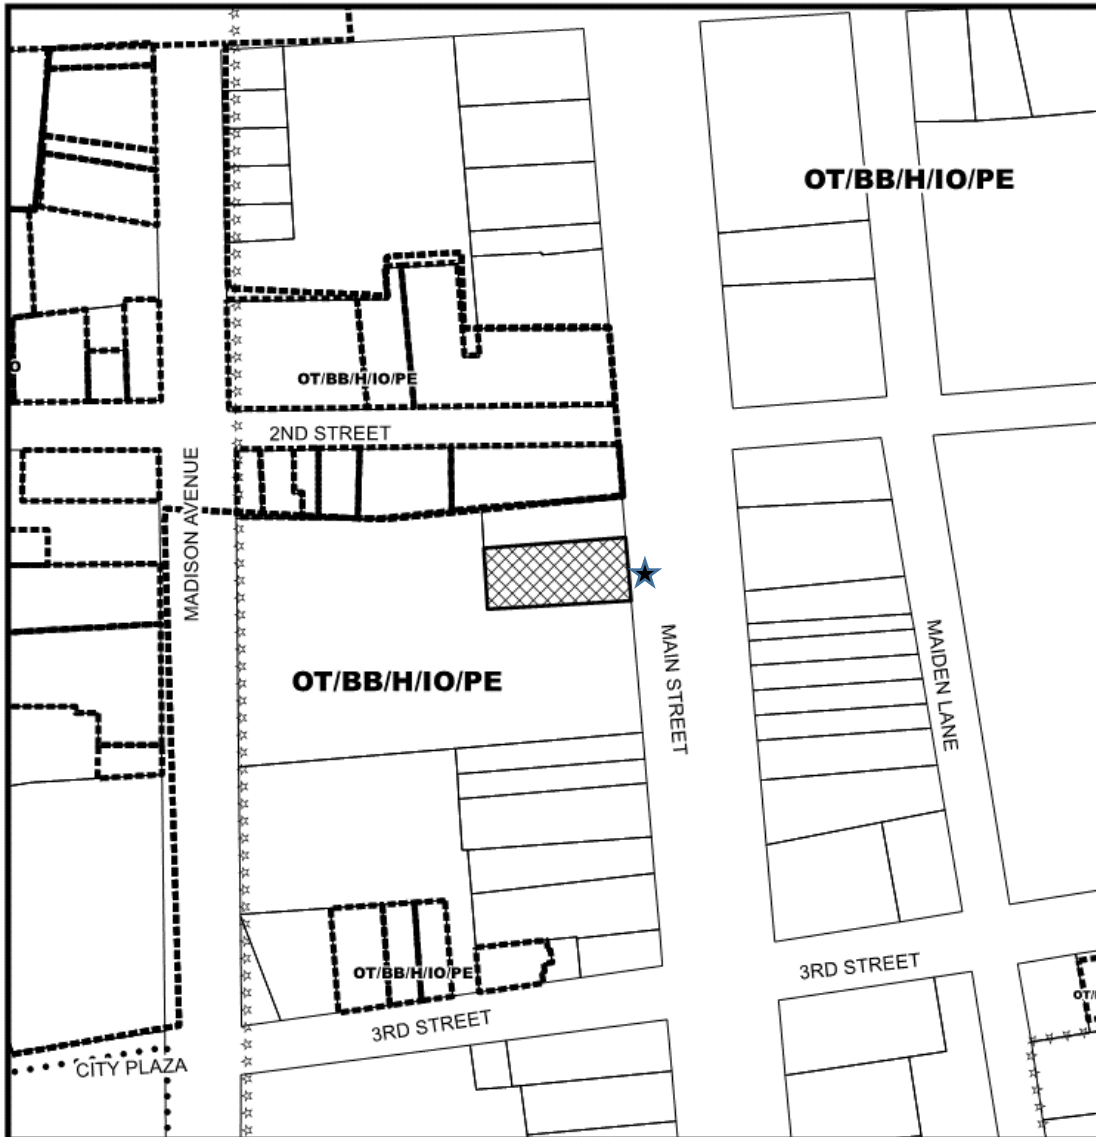 OT/BB/H/IO/PE
O
OT/BB/H/IO/PE
2ND STREET
MADISON AVENUE
MAIN STREET
MAIDEN LANE
OT/BB/H/IO/PE
3RD STREET
OT/BB/H/IO/PE
OT/
3RD STREET
CITY PLAZA